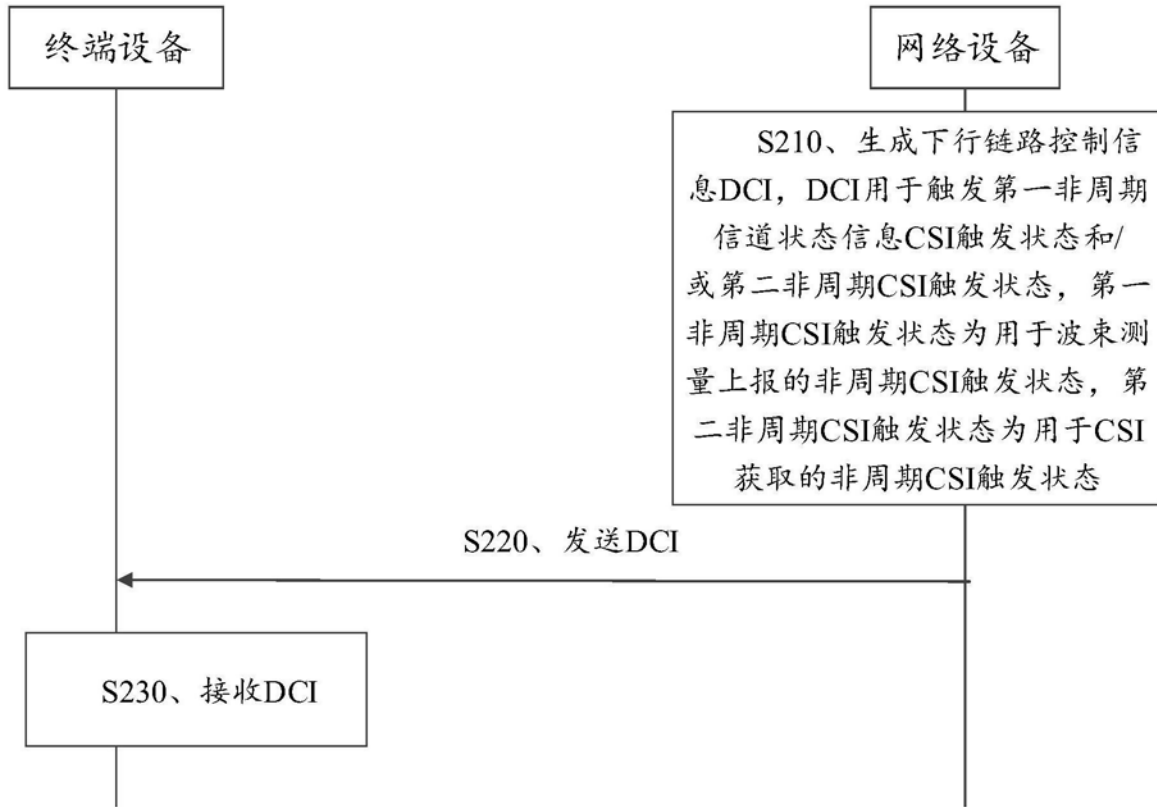 终端设备
网络设备
S210、生成下行链路控制信
息DCI，DCI用于触发第一非周期
信道状态信息CSI触发状态和/
或第二非周期CSI触发状态，第一
非周期CSI触发状态为用于波束测
量上报的非周期CSI触发状态，第
二非周期CSI触发状态为用于CSI
获取的非周期CSI触发状态
S220、发送DCI
S230、接收DCI